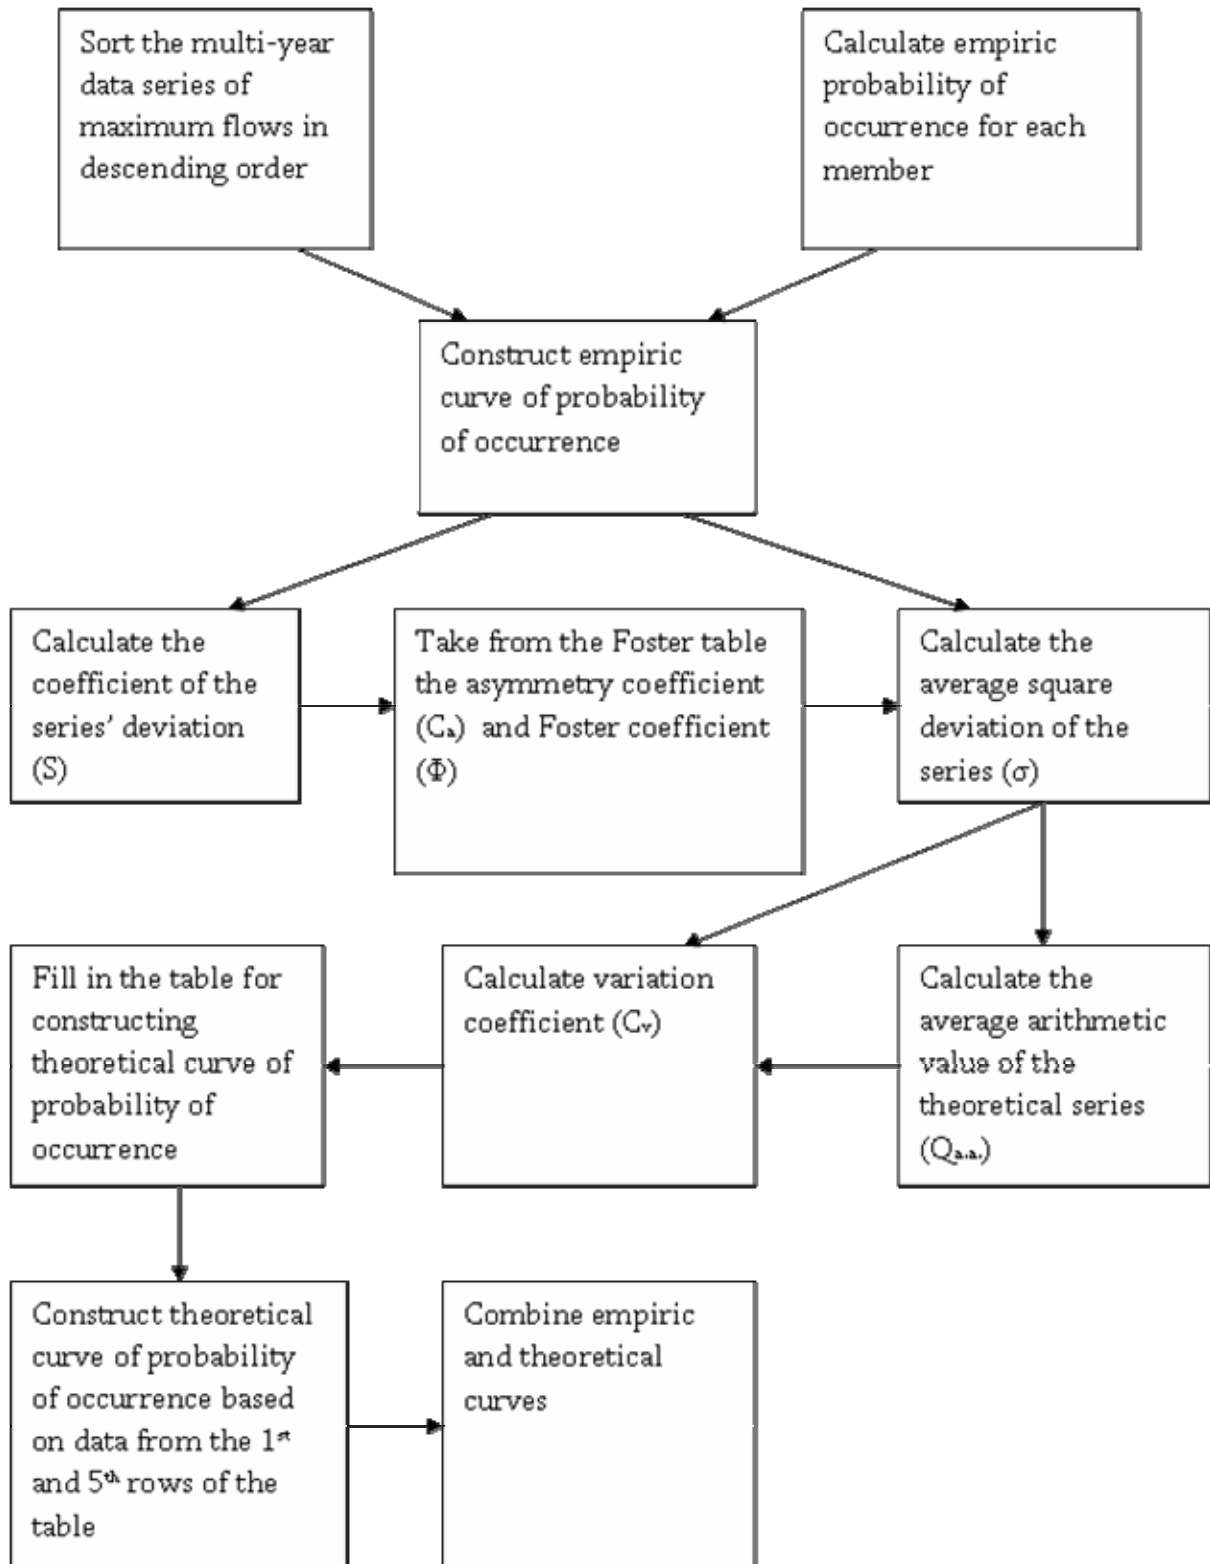 Sort the multi-year
data series of
maximum flows in
descending order
Calculate empiric
probability of
occurrence for each
member
Construct empiric
curve of probability
of occurrence
Calculate the
coefficient of the
series' deviation
(S)
Take from the Foster table
the asymmetry coefficient
(Cₐ) and Foster coefficient
(Φ)
Calculate the
average square
deviation of the
series (σ)
Fill in the table for
constructing
theoretical curve of
probability of
occurrence
Calculate variation
coefficient (Cᵥ)
Calculate the
average arithmetic
value of the
theoretical series
(Qₐ.ₐ.)
Construct theoretical
curve of probability
of occurrence based
on data from the 1ˢᵗ
and 5ᵗʰ rows of the
table
Combine empiric
and theoretical
curves